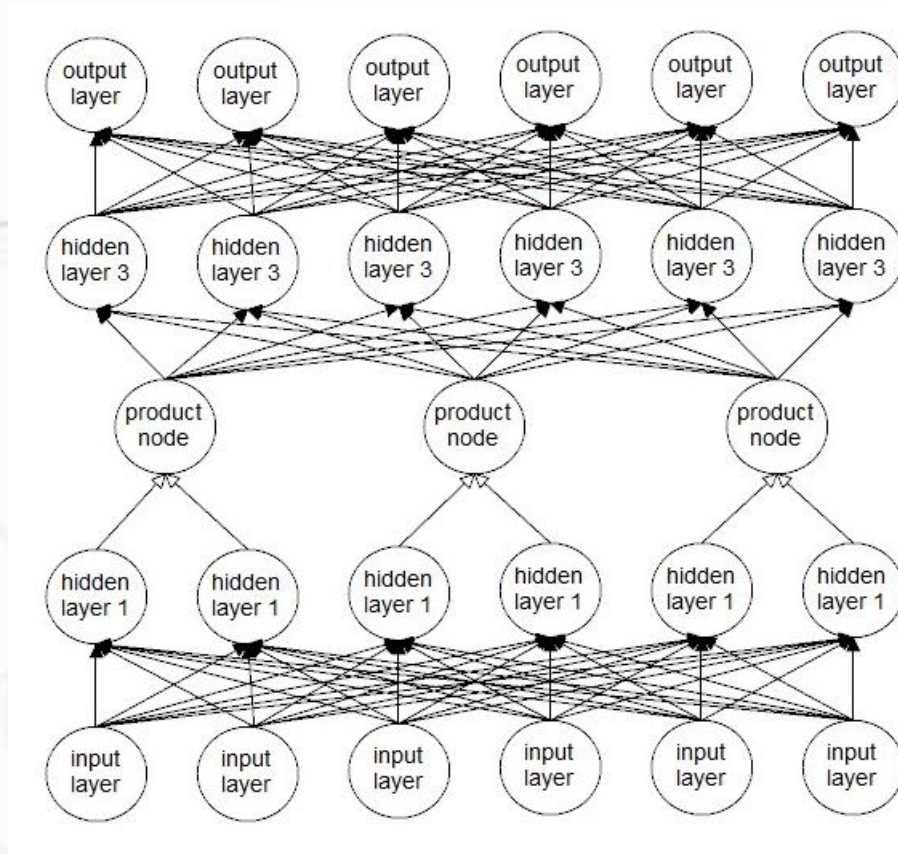 output
layer
output
layer
output
layer
output
layer
output
layer
output
layer
hidden
layer 3
hidden
layer 3
hidden
layer 3
hidden
layer 3
hidden
layer 3
hidden
layer 3
product
node
product
node
product
node
hidden
layer 1
hidden
layer 1
hidden
layer 1
hidden
layer 1
hidden
layer 1
hidden
layer 1
input
layer
input
layer
input
layer
input
layer
input
layer
input
layer